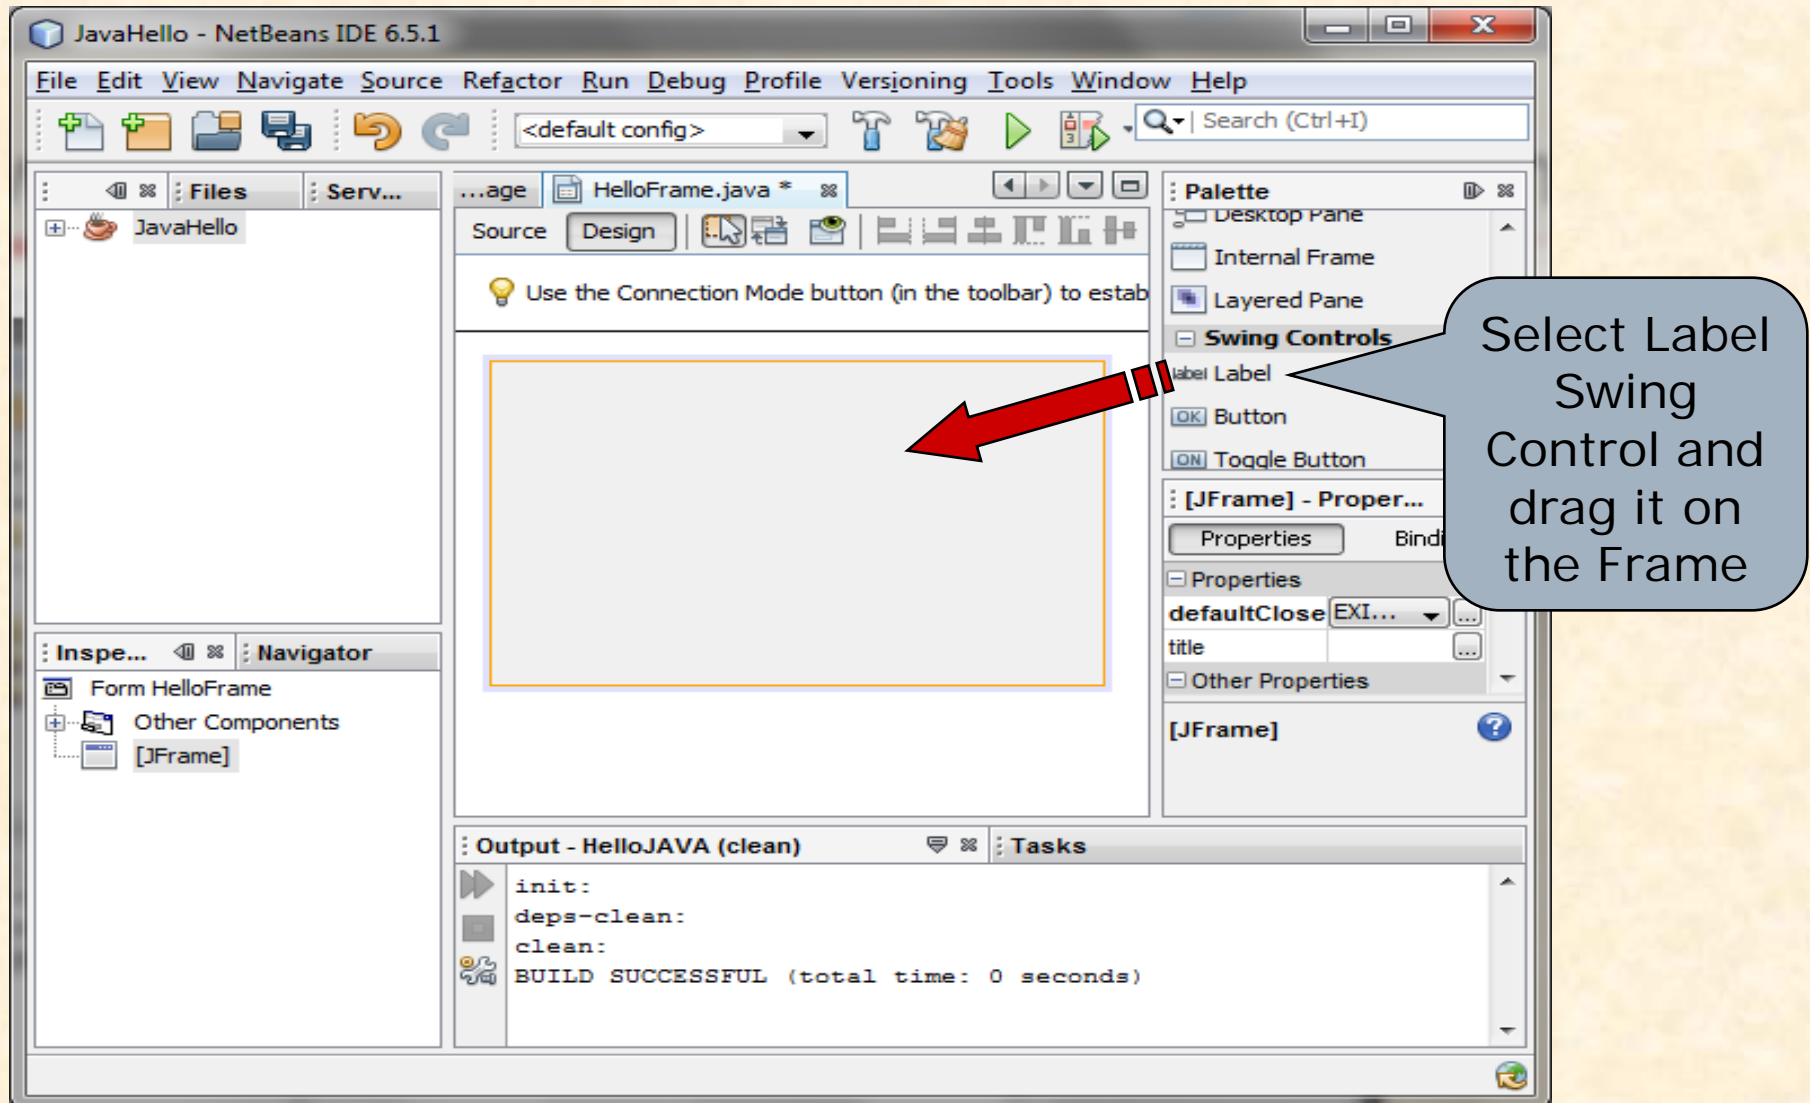 JavaHello - NetBeans IDE 6.5.1
File Edit View Navigate Source Refactor Run Debug Profile Versioning Tools Window Help
<default config>
Search (Ctrl+I)
Files
Serv...
JavaHello
...age
HelloFrame.java *
Source
Design
Use the Connection Mode button (in the toolbar) to estab
Palette
Desktop Pane
Internal Frame
Layered Pane
Swing Controls
label Label
OK Button
ON Toggle Button
Select Label
Swing
Control and
drag it on
the Frame
[JFrame] - Proper...
Properties
Bindi
Properties
defaultClose EXI... ...
title ...
Other Properties
[JFrame]
Inspe...
Navigator
Form HelloFrame
Other Components
[JFrame]
Output - HelloJAVA (clean)
Tasks
init:
deps-clean:
clean:
BUILD SUCCESSFUL (total time: 0 seconds)